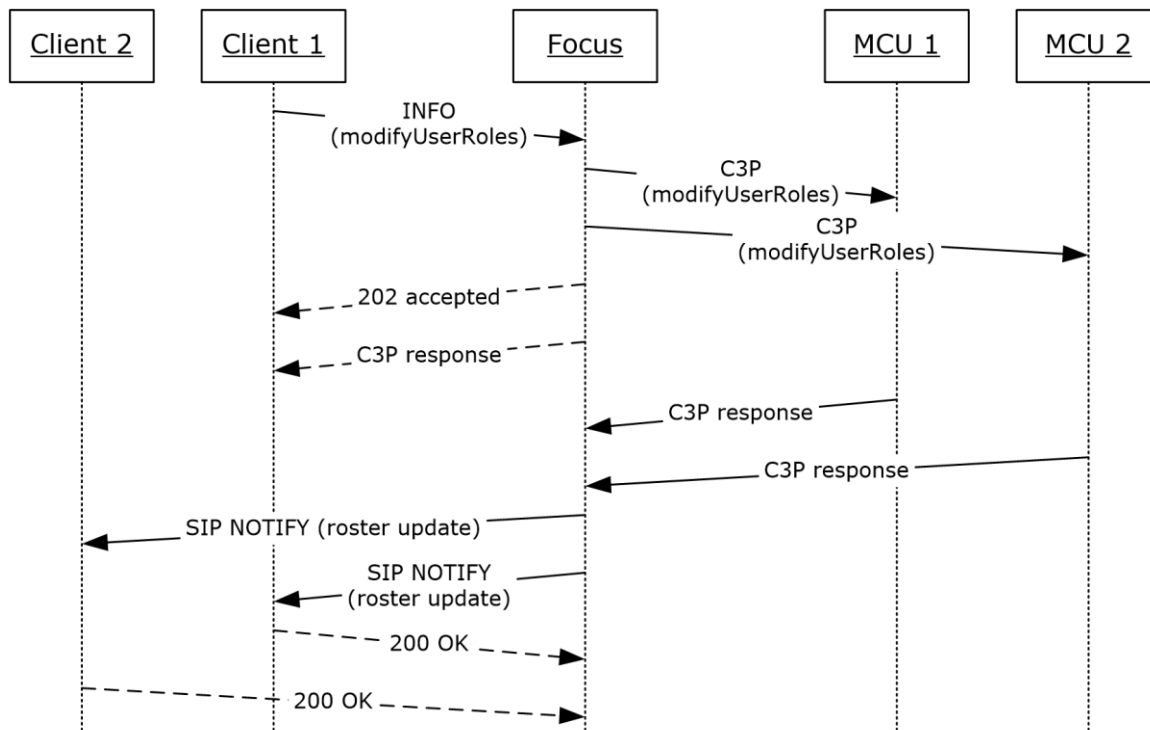 Client 2
Client 1
Focus
MCU 1
MCU 2
INFO
(modifyUserRoles)
C3P
(modifyUserRoles)
C3P
(modifyUserRoles)
202 accepted
C3P response
C3P response
C3P response
SIP NOTIFY (roster update)
SIP NOTIFY
(roster update)
200 OK
200 OK